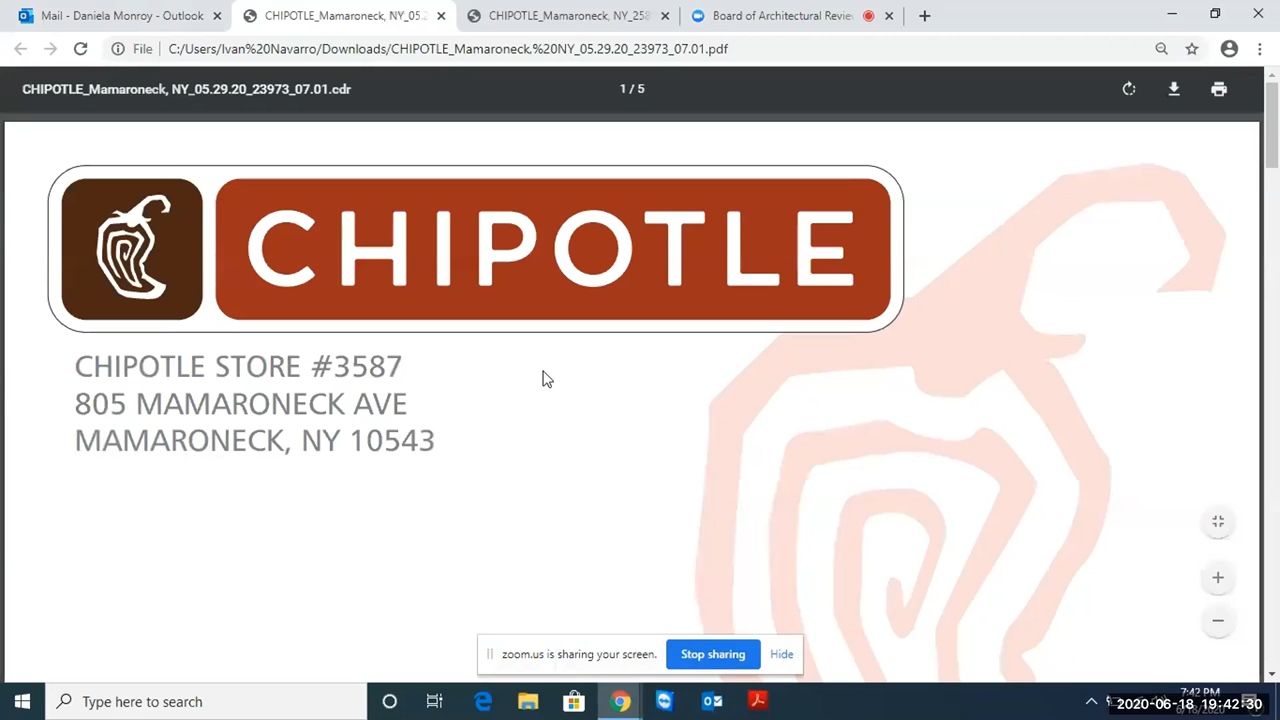 Mail - Daniela Monroy - Outlook
CHIPOTLE_Mamaroneck, NY_05.2
CHIPOTLE_Mamaroneck, NY_258
Board of Architectural Revie
File
C:/Users/Ivan%20Navarro/Downloads/CHIPOTLE_Mamaroneck.%20NY_05.29.20_23973_07.01.pdf
CHIPOTLE_Mamaroneck, NY_05.29.20_23973_07.01.cdr
1 / 5
CHIPOTLE
CHIPOTLE STORE #3587
805 MAMARONECK AVE
MAMARONECK, NY 10543
zoom.us is sharing your screen.
Stop sharing
Hide
Type here to search
7:42 PM
2020-06-18 19:42:30